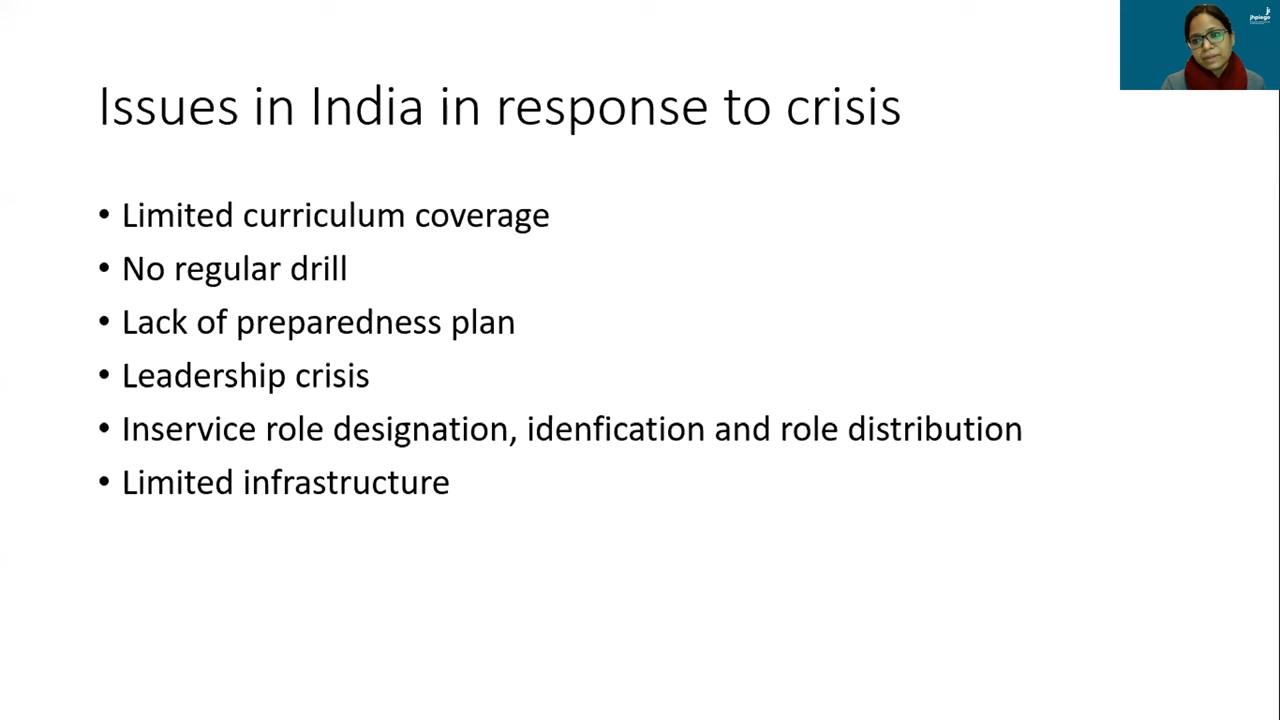 Issues in India in response to crisis
• Limited curriculum coverage
• No regular drill
• Lack of preparedness plan
• Leadership crisis
• Inservice role designation, idenfication and role distribution
• Limited infrastructure
jhpiego